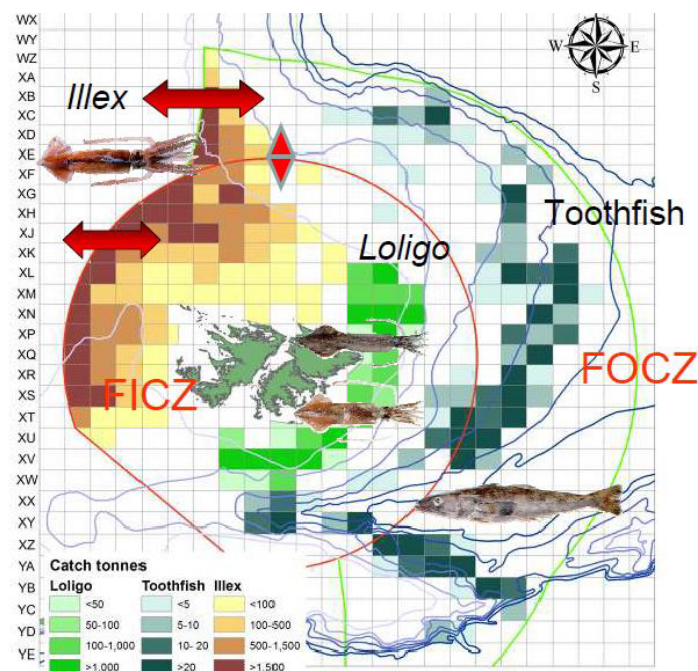 WX
WY
WZ
XA
XB
XC
XD
XE
XF
XG
XH
XJ
XK
XL
XM
XN
XP
XQ
XR
XS
XT
XU
XV
XW
XX
XY
XZ
YA
YB
YC
YD
YE
N
W E
S
Illex
Toothfish
Loligo
FICZ
FOCZ
Catch tonnes
Loligo Toothfish Illex
<50 <5 <100
50-100 5-10 100-500
100-1,000 10- 20 500-1,500
>1,000 >20 >1,500